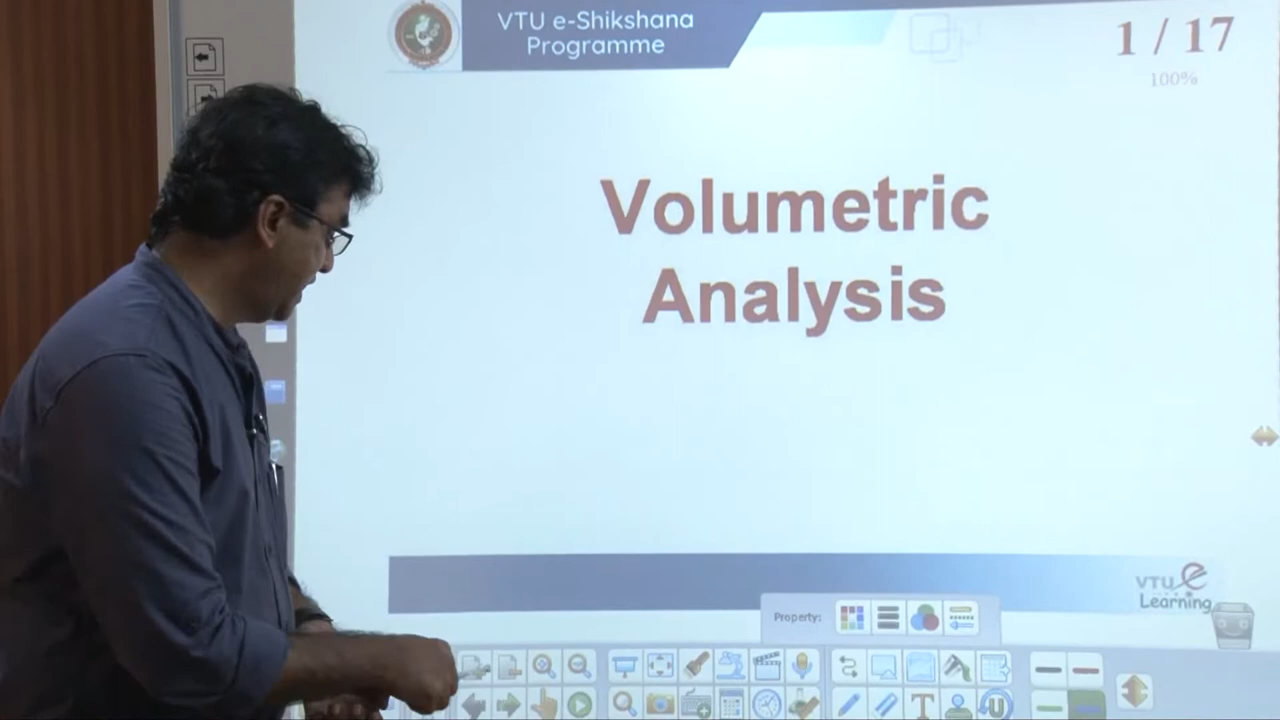 VTU e-Shikshana
Programme
1 / 17
100%
Volumetric
Analysis
VTU
Learning
Property:
T